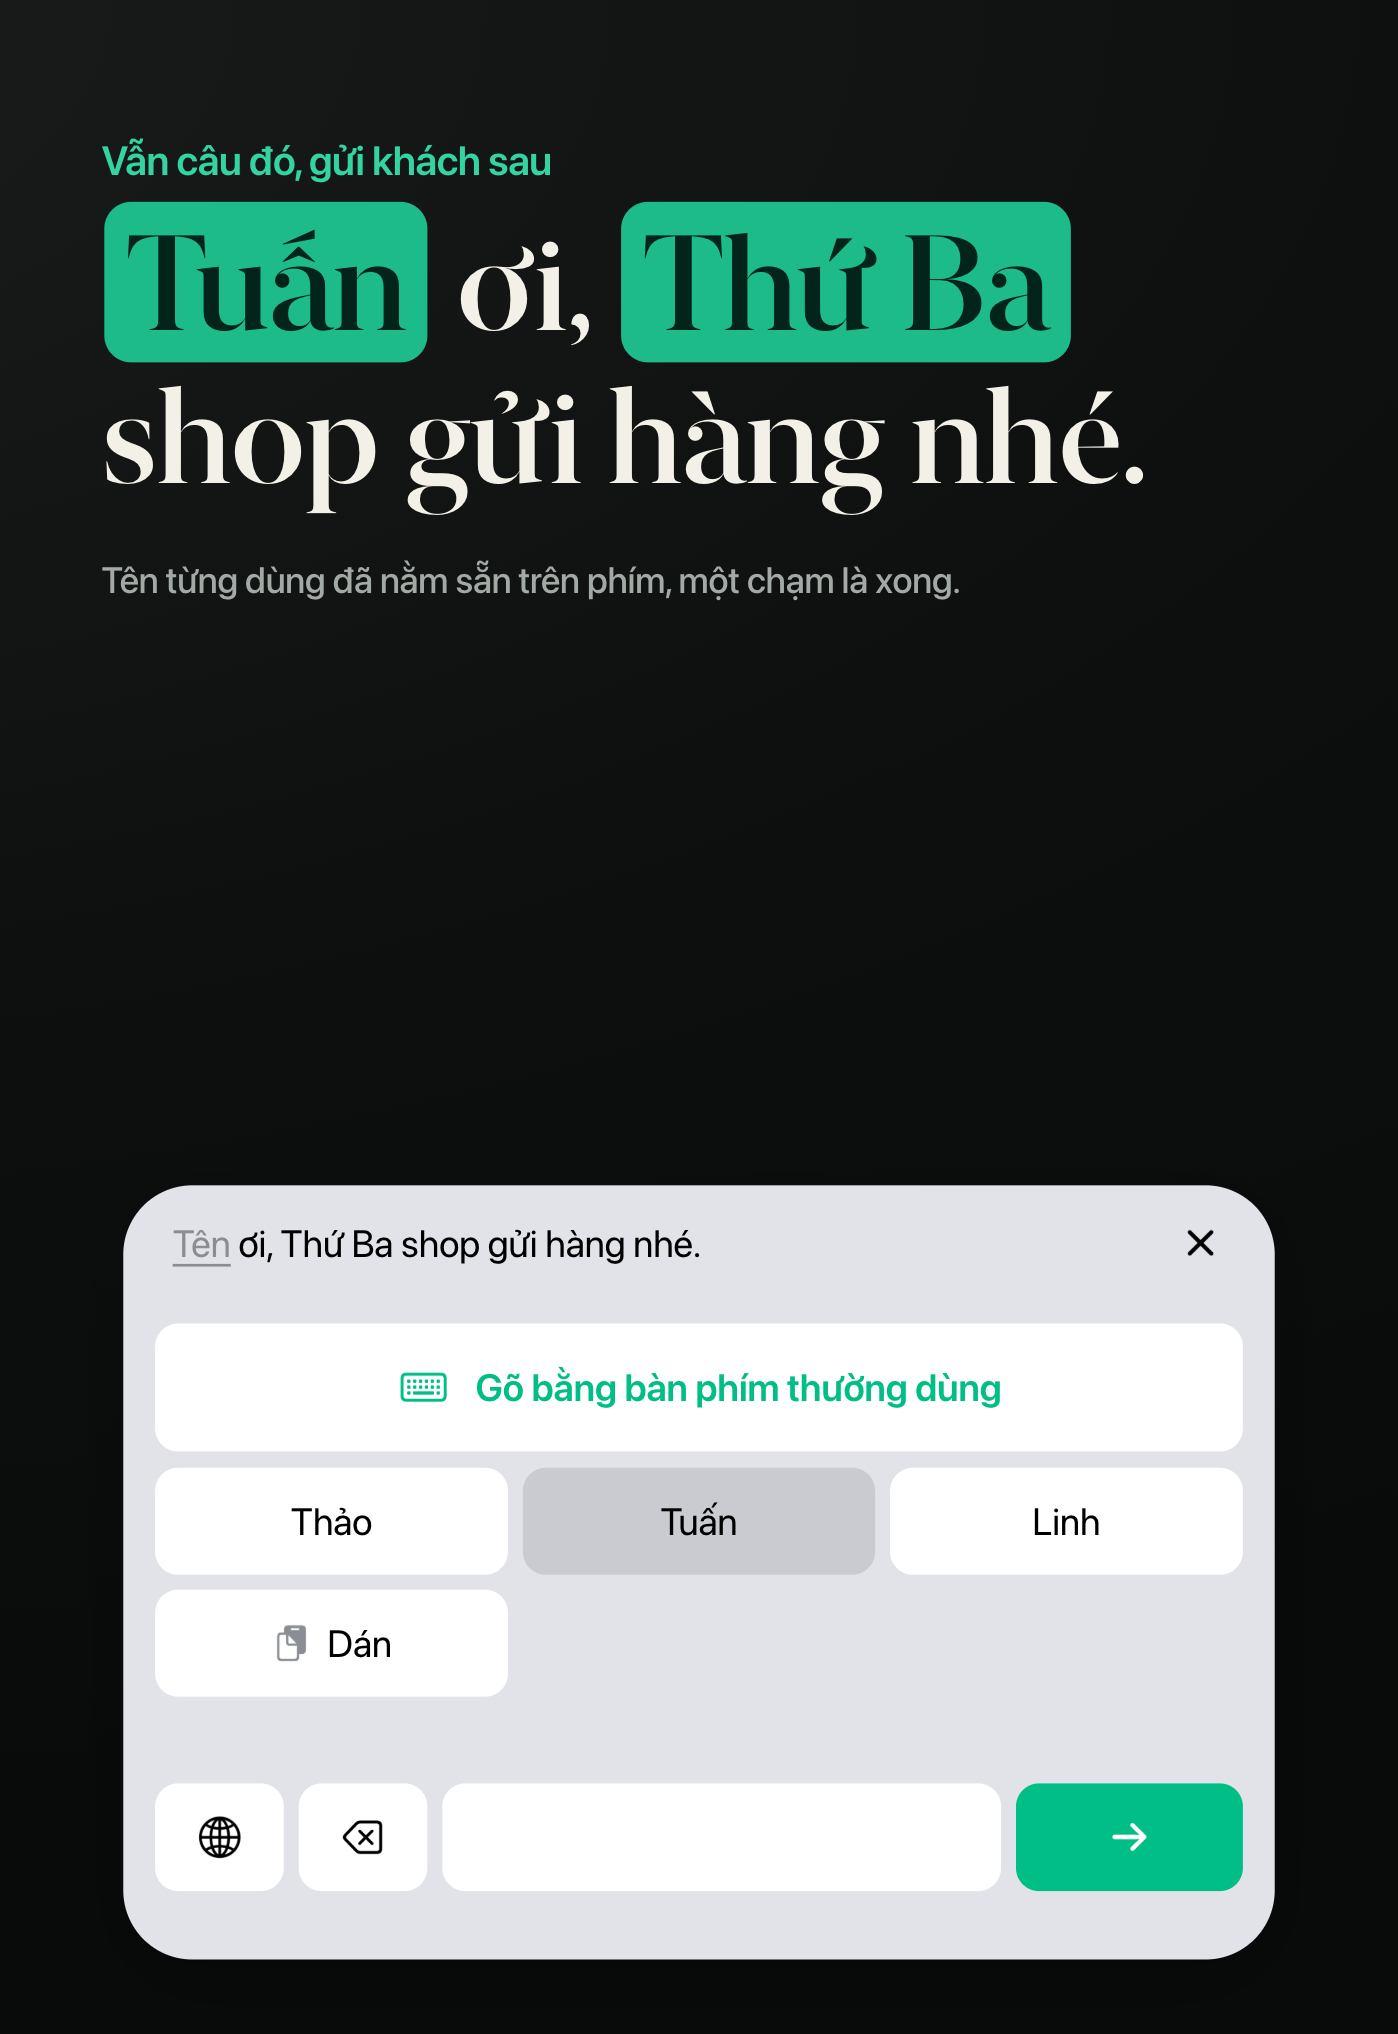 Vẫn câu đó, gửi khách sau
Tuấn ơi, Thứ Ba
shop gửi hàng nhé.
Tên từng dùng đã nằm sẵn trên phím, một chạm là xong.
Tên ơi, Thứ Ba shop gửi hàng nhé.
Gõ bằng bàn phím thường dùng
Thảo
Tuấn
Linh
Dán